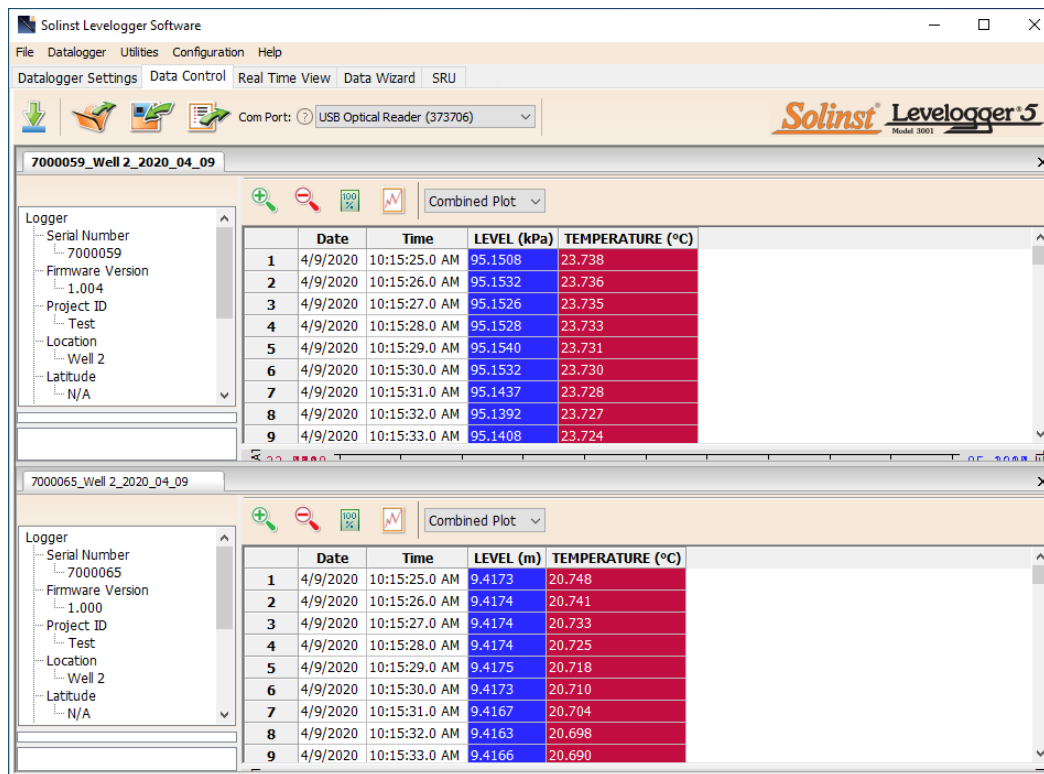 Solinst Levelogger Software
File Datalogger Utilities Configuration Help
Datalogger Settings Data Control Real Time View Data Wizard SRU
Com Port: ? USB Optical Reader (373706)
Solinst® Levelogger® 5
Model 3001
7000059_Well 2_2020_04_09
100 % Combined Plot
Logger
Serial Number
7000059
Firmware Version
1.004
Project ID
Test
Location
Well 2
Latitude
N/A
Date Time LEVEL (kPa) TEMPERATURE (°C)
1 4/9/2020 10:15:25.0 AM 95.1508 23.738
2 4/9/2020 10:15:26.0 AM 95.1532 23.736
3 4/9/2020 10:15:27.0 AM 95.1526 23.735
4 4/9/2020 10:15:28.0 AM 95.1528 23.733
5 4/9/2020 10:15:29.0 AM 95.1540 23.731
6 4/9/2020 10:15:30.0 AM 95.1532 23.730
7 4/9/2020 10:15:31.0 AM 95.1437 23.728
8 4/9/2020 10:15:32.0 AM 95.1392 23.727
9 4/9/2020 10:15:33.0 AM 95.1408 23.724
7000065_Well 2_2020_04_09
100 % Combined Plot
Logger
Serial Number
7000065
Firmware Version
1.000
Project ID
Test
Location
Well 2
Latitude
N/A
Date Time LEVEL (m) TEMPERATURE (°C)
1 4/9/2020 10:15:25.0 AM 9.4173 20.748
2 4/9/2020 10:15:26.0 AM 9.4174 20.741
3 4/9/2020 10:15:27.0 AM 9.4174 20.733
4 4/9/2020 10:15:28.0 AM 9.4174 20.725
5 4/9/2020 10:15:29.0 AM 9.4175 20.718
6 4/9/2020 10:15:30.0 AM 9.4173 20.710
7 4/9/2020 10:15:31.0 AM 9.4167 20.704
8 4/9/2020 10:15:32.0 AM 9.4163 20.698
9 4/9/2020 10:15:33.0 AM 9.4166 20.690